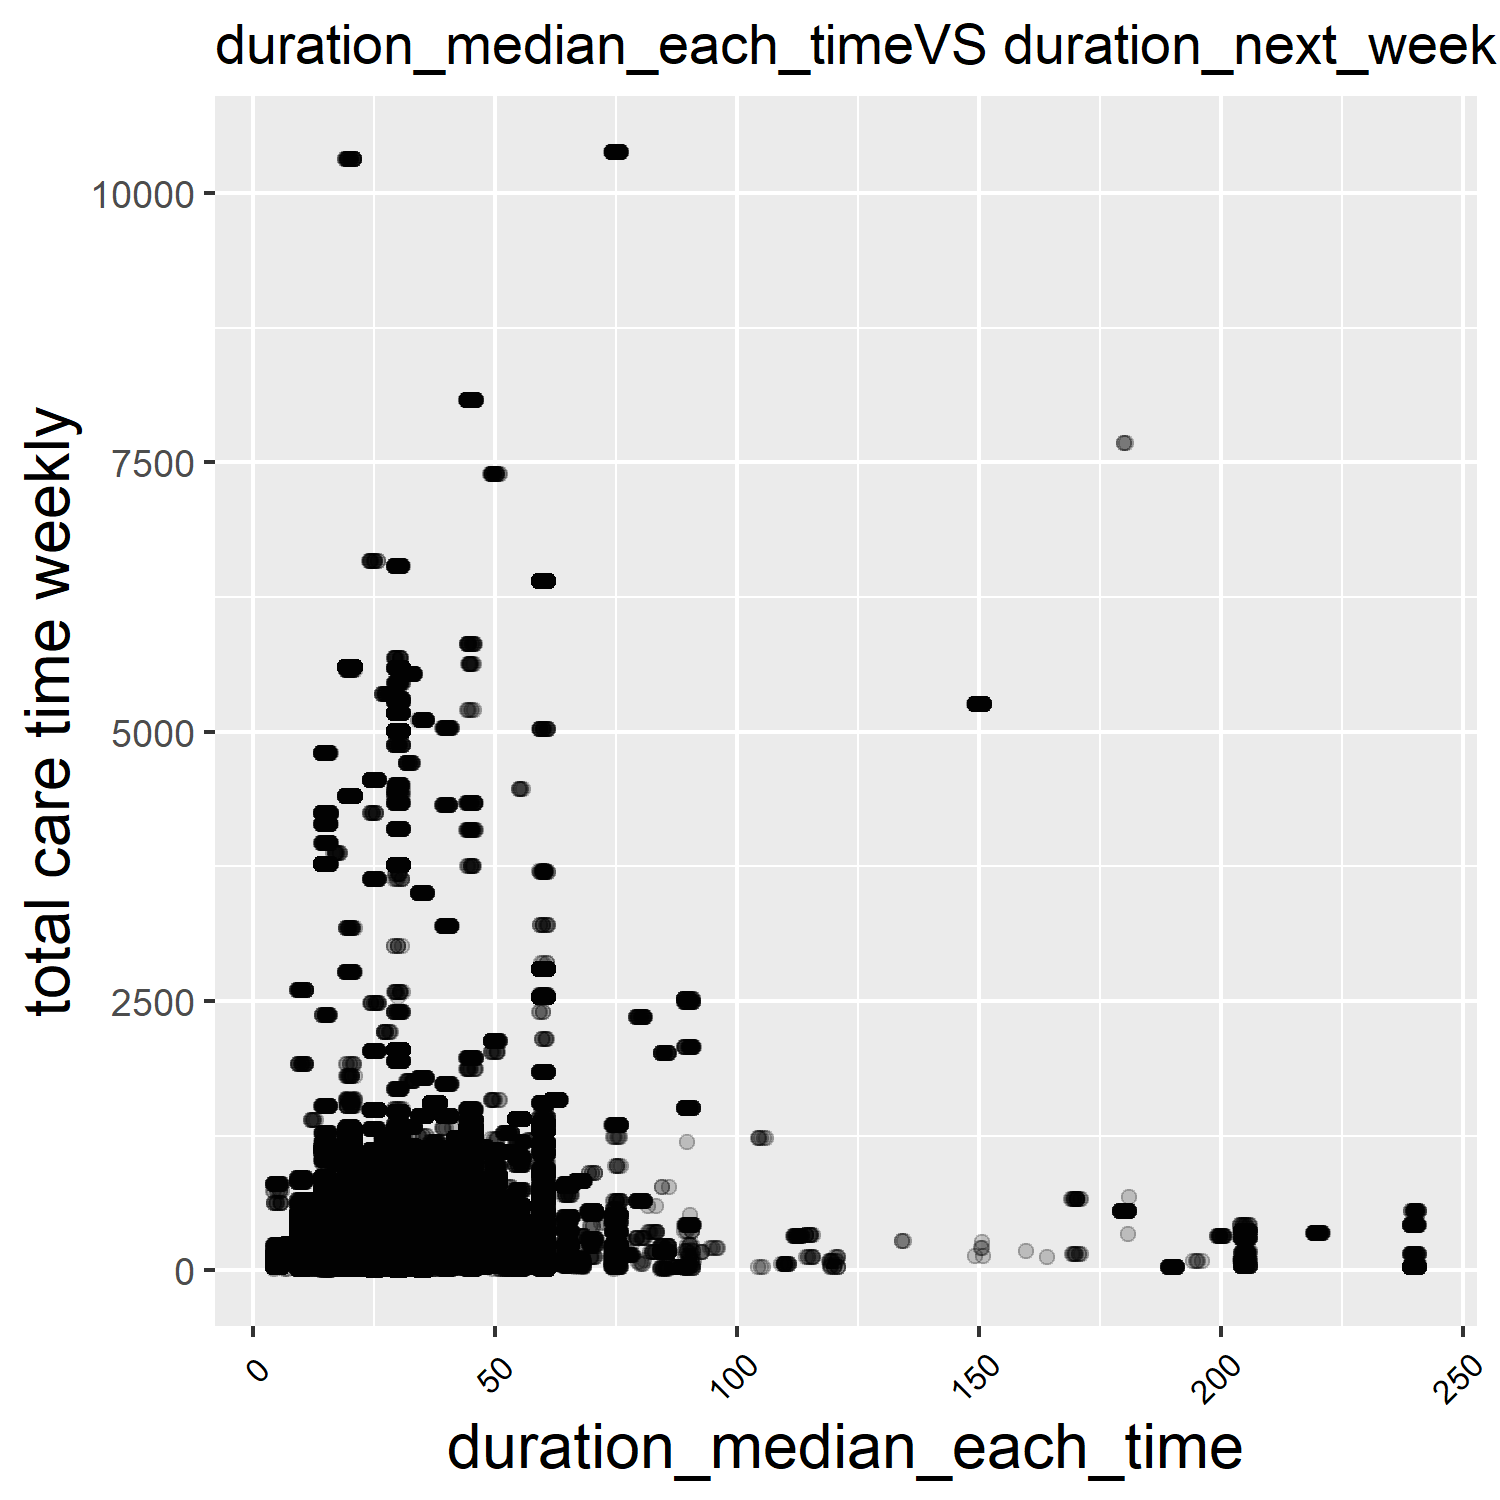 duration_median_each_timeVS duration_next_week
total care time weekly
10000
7500
5000
2500
0
0 50 100 150 200 250
duration_median_each_time